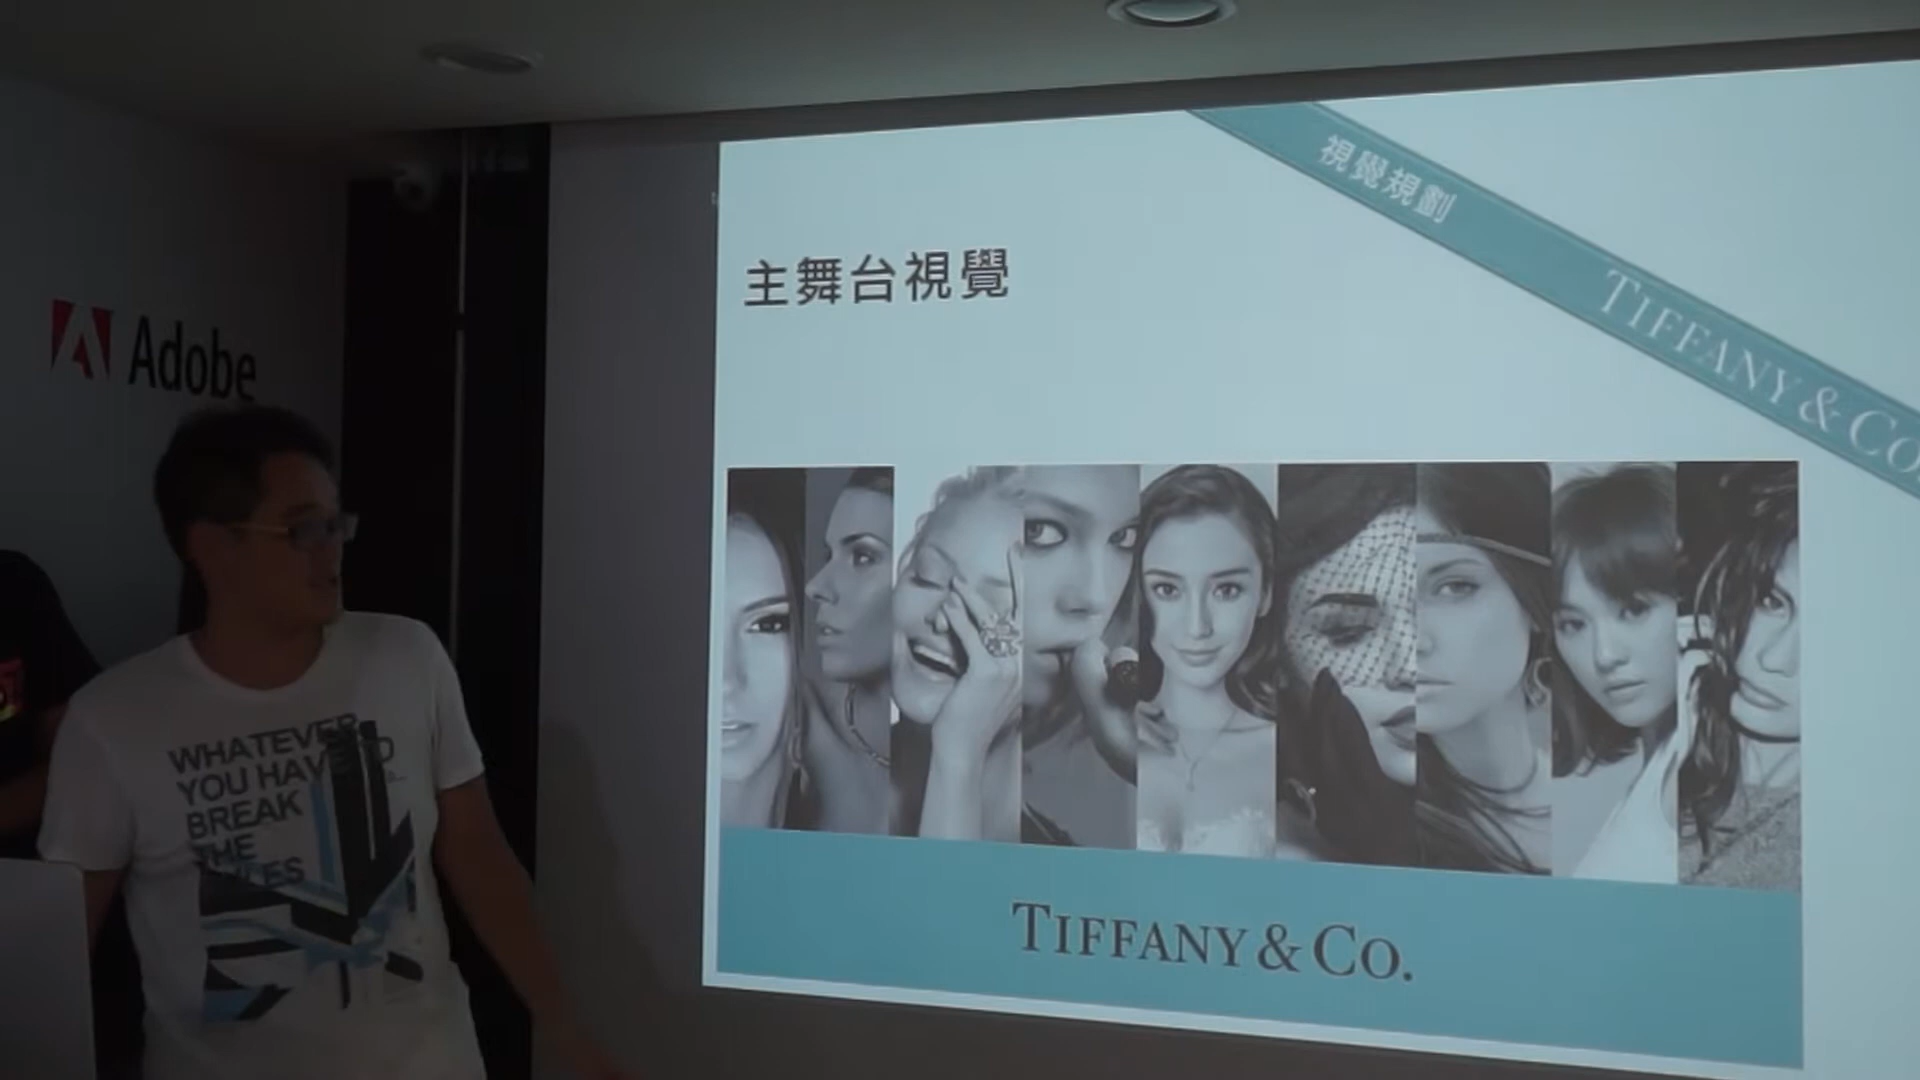 Adobe
視覺規劃
TIFFANY & CO
主舞台視覺
WHATEVER
YOU HAVE TO
BREAK
THE
RULES
TIFFANY & CO.